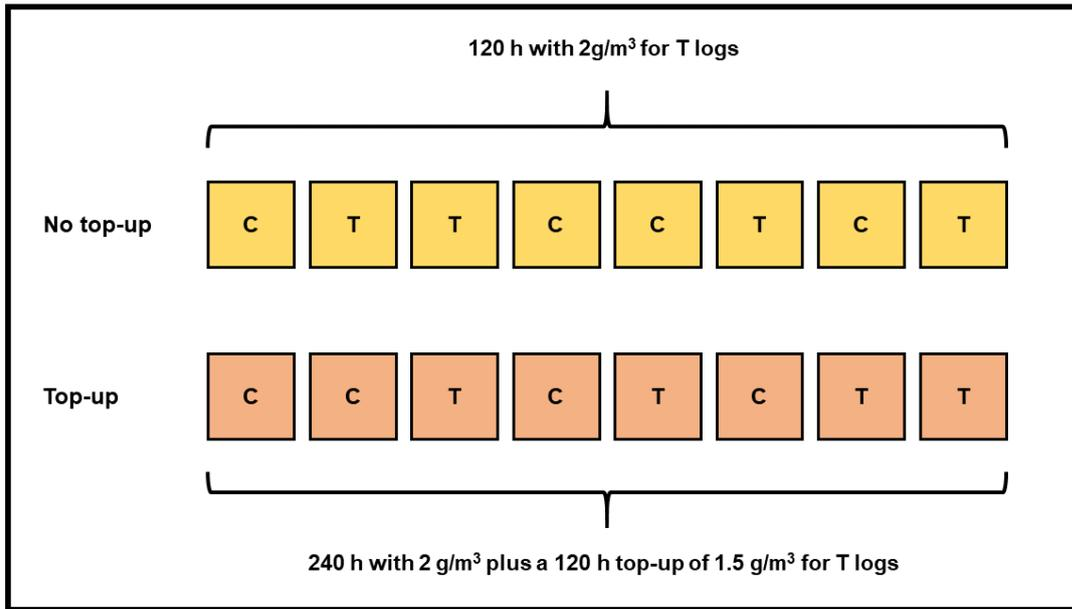 120 h with 2g/m³ for T logs
No top-up C T T C C T C T
Top-up C C T C T C T T
240 h with 2 g/m³ plus a 120 h top-up of 1.5 g/m³ for T logs